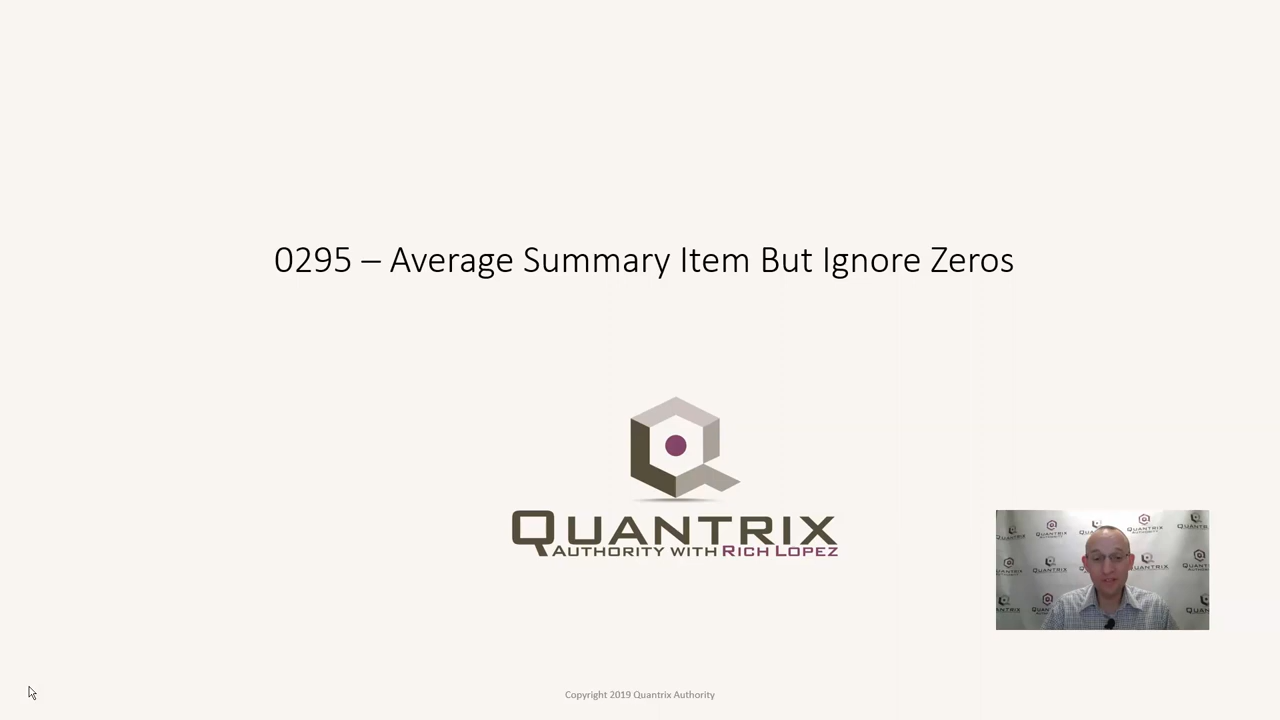 0295 – Average Summary Item But Ignore Zeros
QUANTRIX
AUTHORITY WITH RICH LOPEZ
Copyright 2019 Quantrix Authority